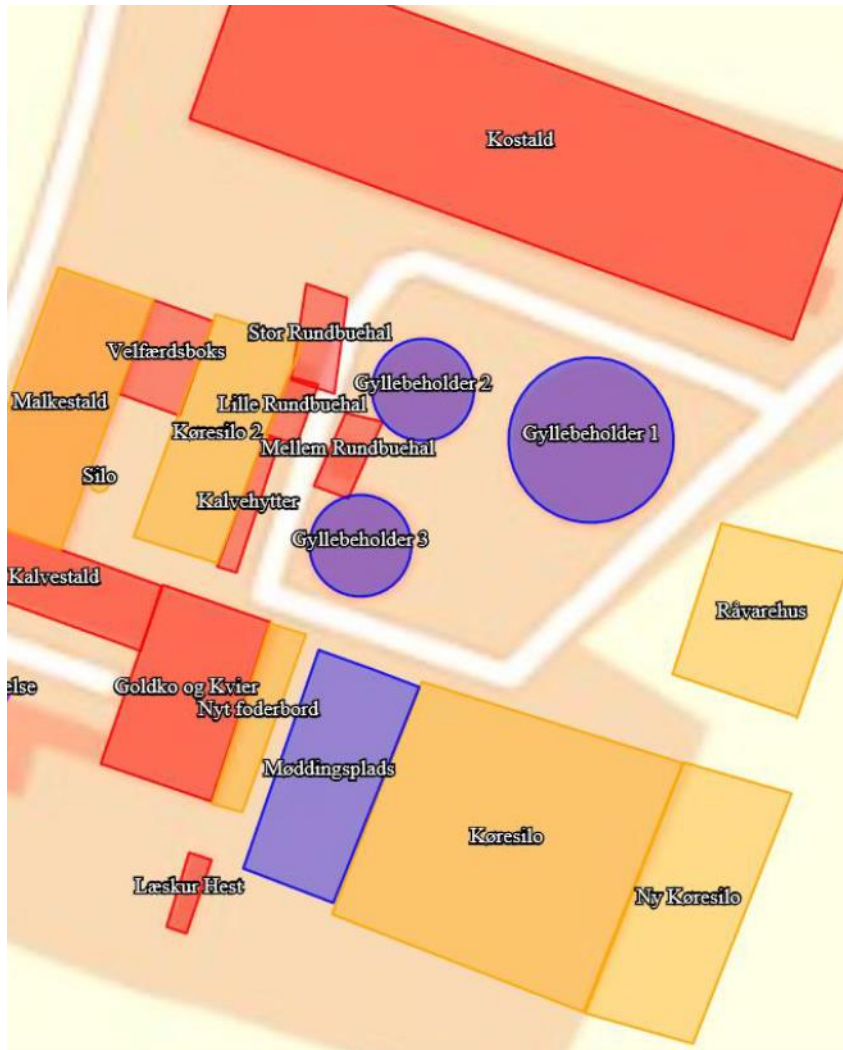 Kostald
Stor Rundbuehal
Velfærdsboks
Gyllebeholder 2
Malkestald
Lille Rundbuehal
Køresilo 2
Gyllebeholder 1
Mellem Rundbuehal
Silo
Kalvehytter
Gyllebeholder 3
Kalvestald
Råvarehus
else
Goldko og Kvier
Nyt foderbord
Møddingsplads
Køresilo
Læskur Hest
Ny Køresilo